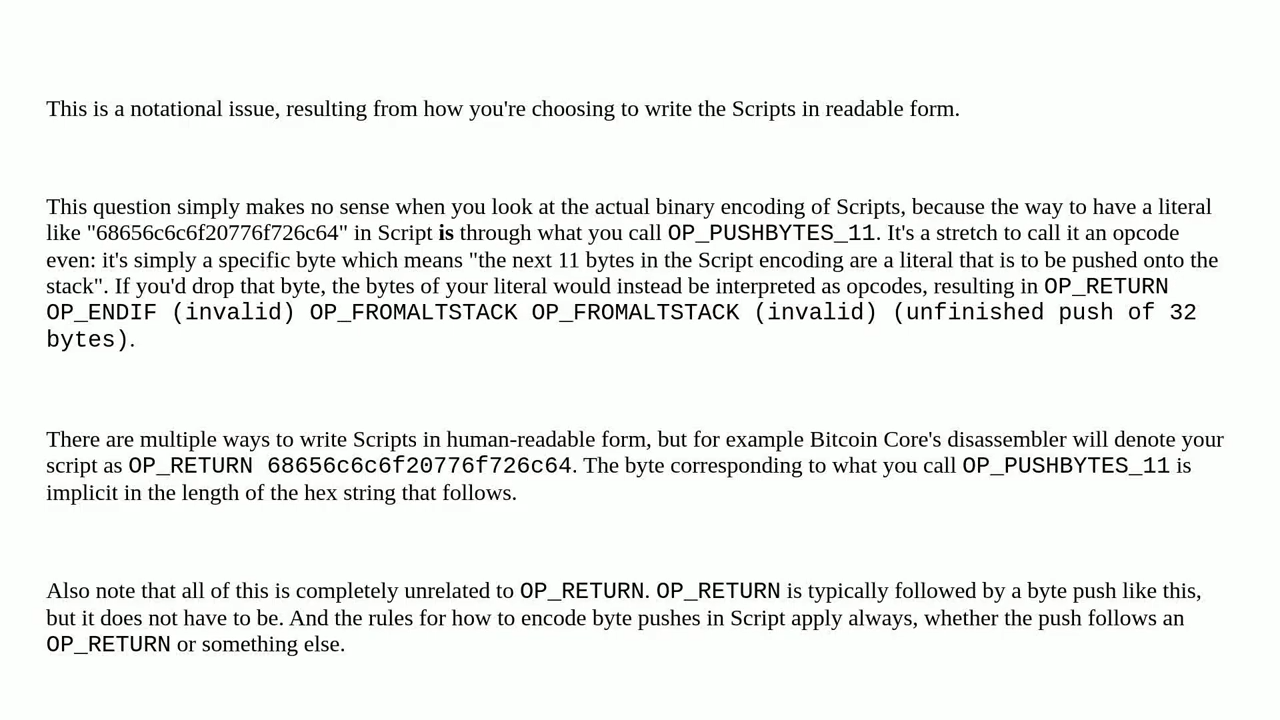 This is a notational issue, resulting from how you're choosing to write the Scripts in readable form.
This question simply makes no sense when you look at the actual binary encoding of Scripts, because the way to have a literal
like "68656c6c6f20776f726c64" in Script is through what you call OP_PUSHBYTES_11. It's a stretch to call it an opcode
even: it's simply a specific byte which means "the next 11 bytes in the Script encoding are a literal that is to be pushed onto the
stack". If you'd drop that byte, the bytes of your literal would instead be interpreted as opcodes, resulting in OP_RETURN
OP_ENDIF (invalid) OP_FROMALTSTACK OP_FROMALTSTACK (invalid) (unfinished push of 32
bytes).
There are multiple ways to write Scripts in human-readable form, but for example Bitcoin Core's disassembler will denote your
script as OP_RETURN 68656c6c6f20776f726c64. The byte corresponding to what you call OP_PUSHBYTES_11 is
implicit in the length of the hex string that follows.
Also note that all of this is completely unrelated to OP_RETURN. OP_RETURN is typically followed by a byte push like this,
but it does not have to be. And the rules for how to encode byte pushes in Script apply always, whether the push follows an
OP_RETURN or something else.